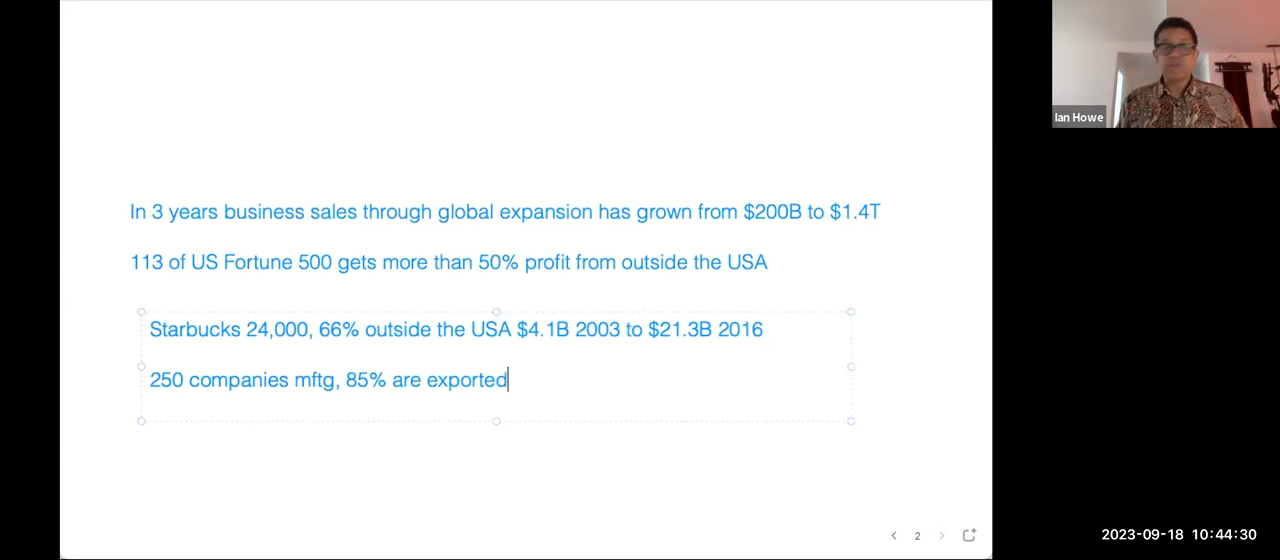 In 3 years business sales through global expansion has grown from $200B to $1.4T
113 of US Fortune 500 gets more than 50% profit from outside the USA
Starbucks 24,000, 66% outside the USA $4.1B 2003 to $21.3B 2016
250 companies mftg, 85% are exported
2
Ian Howe
2023-09-18 10:44:30